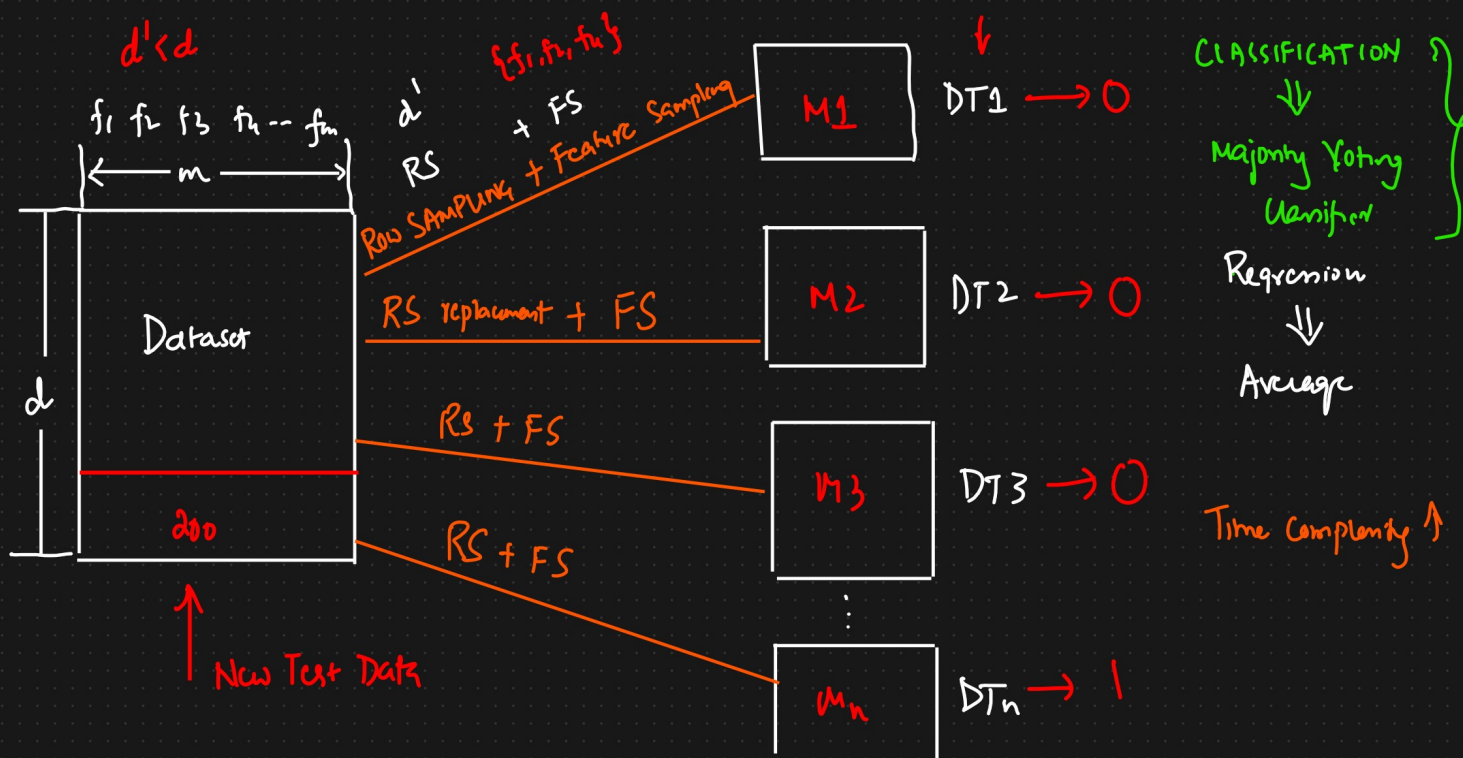 d'<d
f1 f2 f3 f4 -- fm
m
d'
RS
{f1, f2, f4}
+ FS
Row SAMPLING + Feature Sampling
M1
DT1 → 0
CLASSIFICATION
⇓
Majority Voting
Classifier
d
Dataset
RS replacement + FS
M2
DT2 → 0
Regression
⇓
Average
RS + FS
M3
DT3 → 0
Time Complexity ↑
200
RS + FS
New Test Data
Mn
DTn → 1